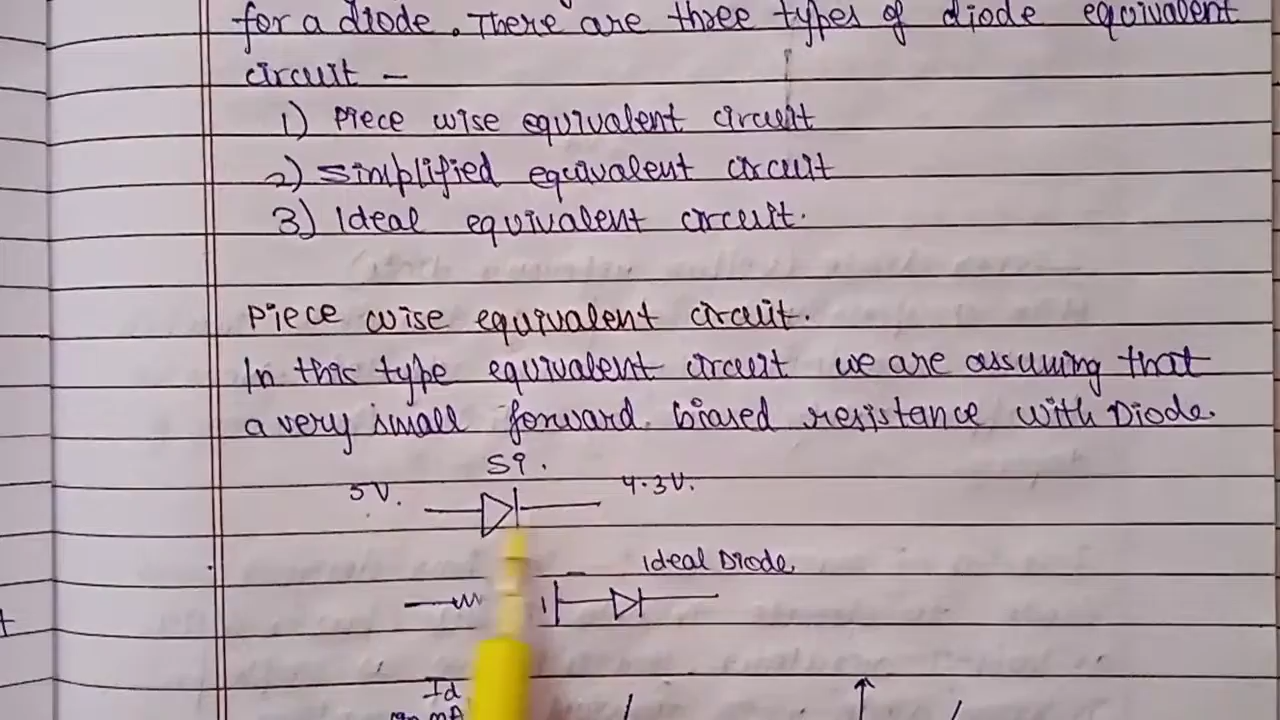 for a diode. There are three types of diode equivalent
circuit -
1) Piece wise equivalent circuit
2) simplified equivalent circuit
3) Ideal equivalent circuit.
Piece wise equivalent circuit.
In this type equivalent circuit we are assuming that
a very small forward biased resistance with Diode.
Si.
5V. 4.3V.
Ideal Diode
Id
mA